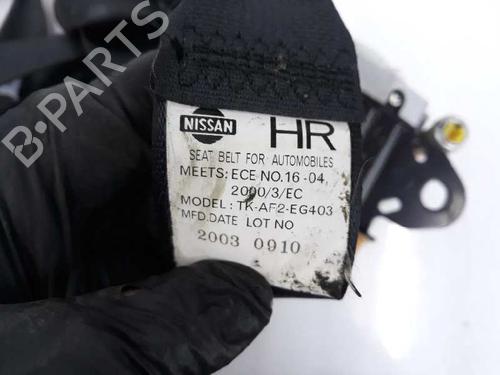 B-PARTS
NISSAN HR
SEAT BELT FOR AUTOMOBILES
MEETS: ECE NO.16-04
2000/3/EC
MODEL: TK-AF2-EG403
MFD.DATE LOT NO
2003 0910